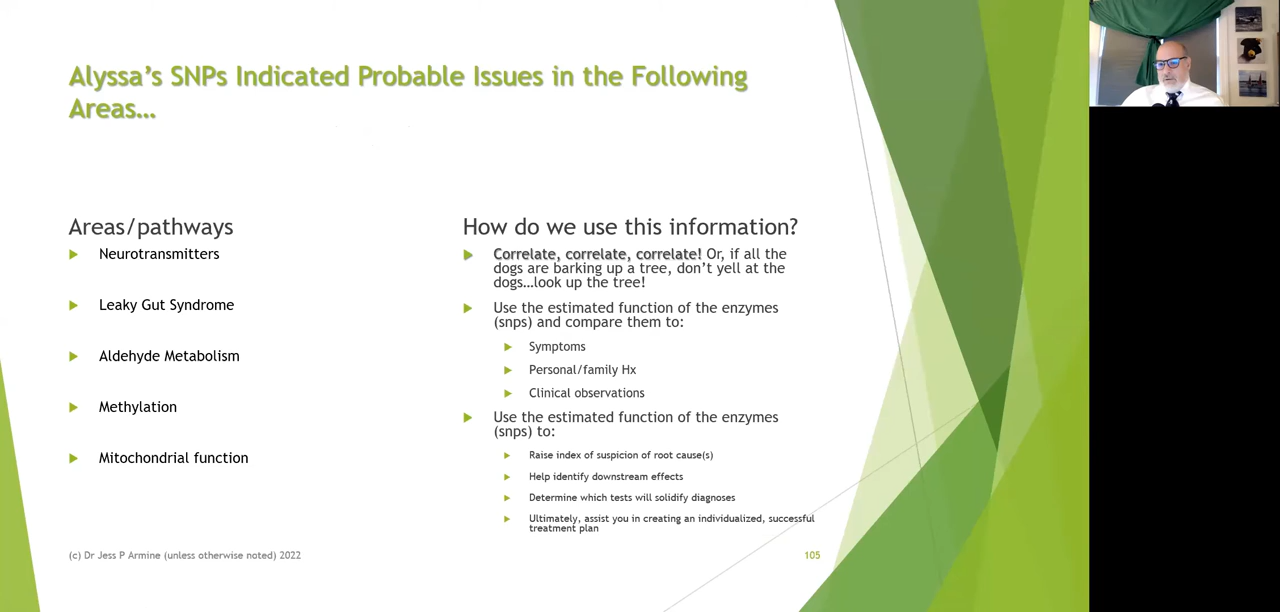 Alyssa's SNPs Indicated Probable Issues in the Following
Areas…
Areas/pathways
Neurotransmitters
Leaky Gut Syndrome
Aldehyde Metabolism
Methylation
Mitochondrial function
How do we use this information?
Correlate, correlate, correlate! Or, if all the
dogs are barking up a tree, don't yell at the
dogs…look up the tree!
Use the estimated function of the enzymes
(snps) and compare them to:
Symptoms
Personal/family Hx
Clinical observations
Use the estimated function of the enzymes
(snps) to:
Raise index of suspicion of root cause(s)
Help identify downstream effects
Determine which tests will solidify diagnoses
Ultimately, assist you in creating an individualized, successful
treatment plan
(c) Dr Jess P Armine (unless otherwise noted) 2022
105